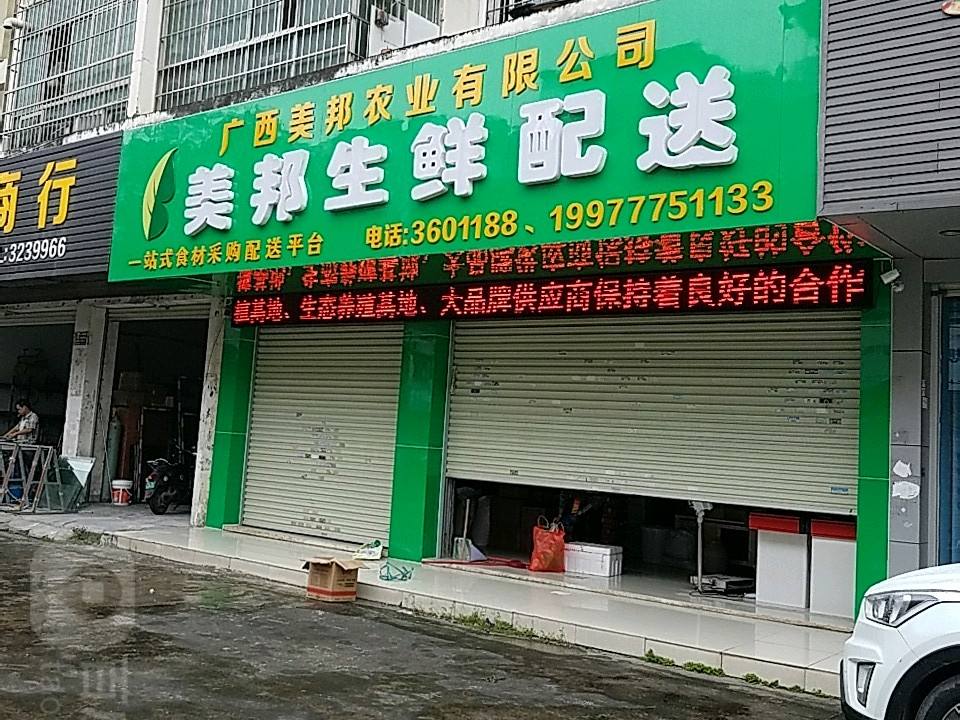 广西美邦农业有限公司
美邦生鲜配送
一站式食材采购配送平台
电话:3601188、19977751133
殖基地、生态养殖基地、大品牌供应商保持着良好的合作
商行
:3239966